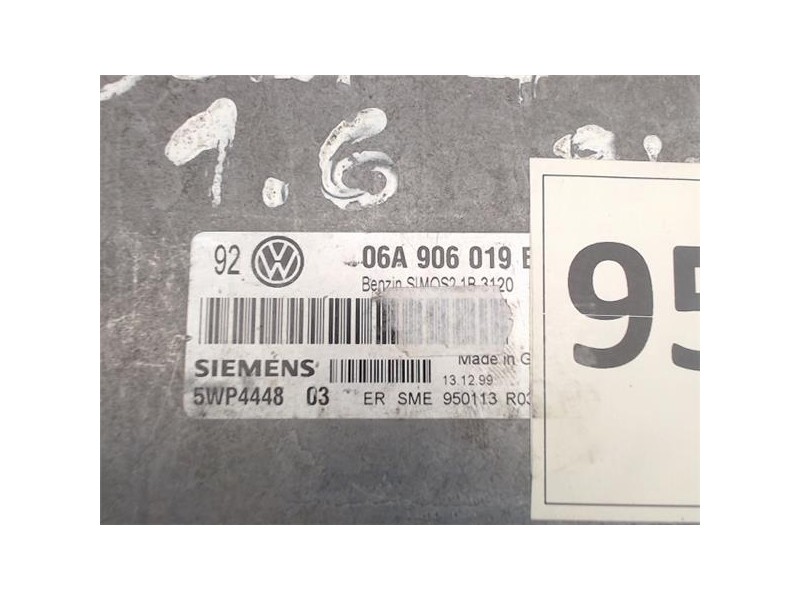 1.6
92 VW 06A 906 019
Benzin SIMOS2 1B 3120
Made in
SIEMENS
13.12.99
5WP4448 03 ER SME 950113 R03
95